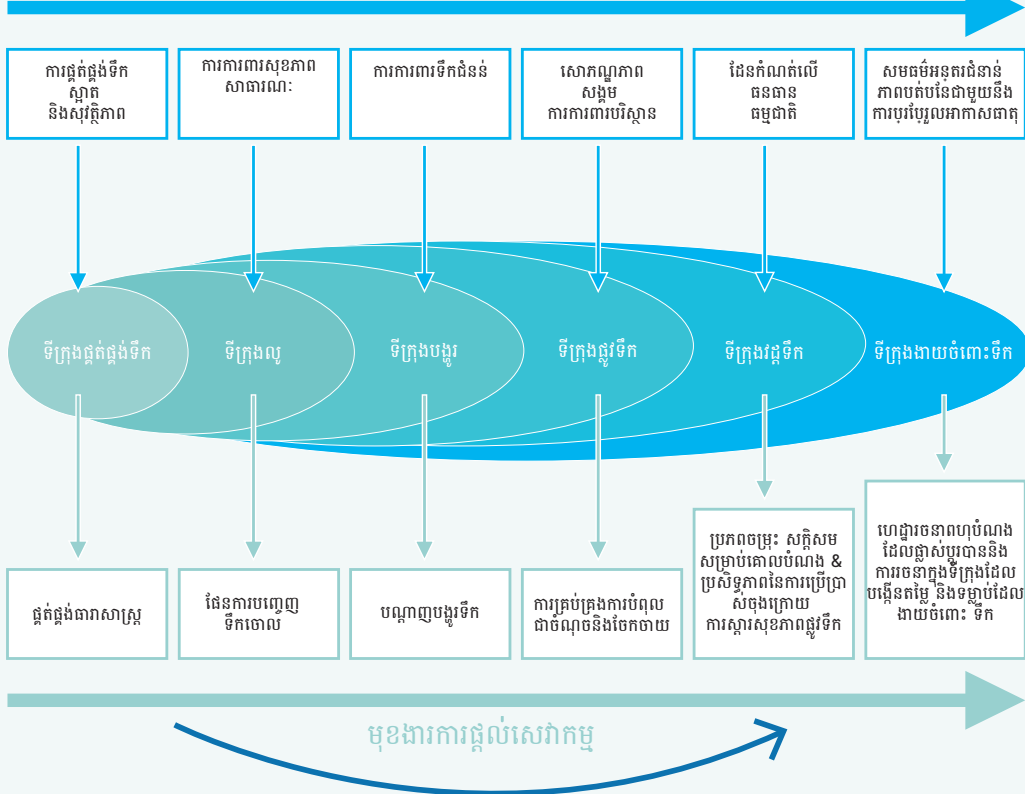 ការផ្គត់ផ្គង់ទឹក
ស្អាត
និងសុវត្ថិភាព
ការការពារសុខភាព
សាធារណៈ
ការការពារទឹកជំនន់
សោភណ្ឌភាព
សង្គម
ការការពារបរិស្ថាន
ដែនកំណត់លើ
ធនធាន
ធម្មជាតិ
សមធម៌អន្តរជំនាន់
ភាពបត់បែនជាមួយនឹង
ការប្រែប្រួលអាកាសធាតុ
ទីក្រុងផ្គត់ផ្គង់ទឹក
ទីក្រុងលូ
ទីក្រុងបង្ហូរ
ទីក្រុងផ្លូវទឹក
ទីក្រុងវដ្តទឹក
ទីក្រុងងាយចំពោះទឹក
ផ្គត់ផ្គង់ធារាសាស្ត្រ
ផែនការបញ្ចេញ
ទឹកចោល
បណ្តាញបង្ហូរទឹក
ការគ្រប់គ្រងការបំពុល
ជាចំណុចនិងចែកចាយ
ប្រភពចម្រុះ សក្តិសម
សម្រាប់គោលបំណង &
ប្រសិទ្ធភាពនៃការប្រើប្រា
ស់ចុងក្រោយ
ការស្តារសុខភាពផ្លូវទឹក
ហេដ្ឋារចនាពហុបំណង
ដែលផ្លាស់ប្តូរបាននិង
ការរចនាក្នុងទីក្រុងដែល
បង្កើនតម្លៃ និងទម្លាប់ដែល
ងាយចំពោះ ទឹក
មុខងារការផ្តល់សេវាកម្ម